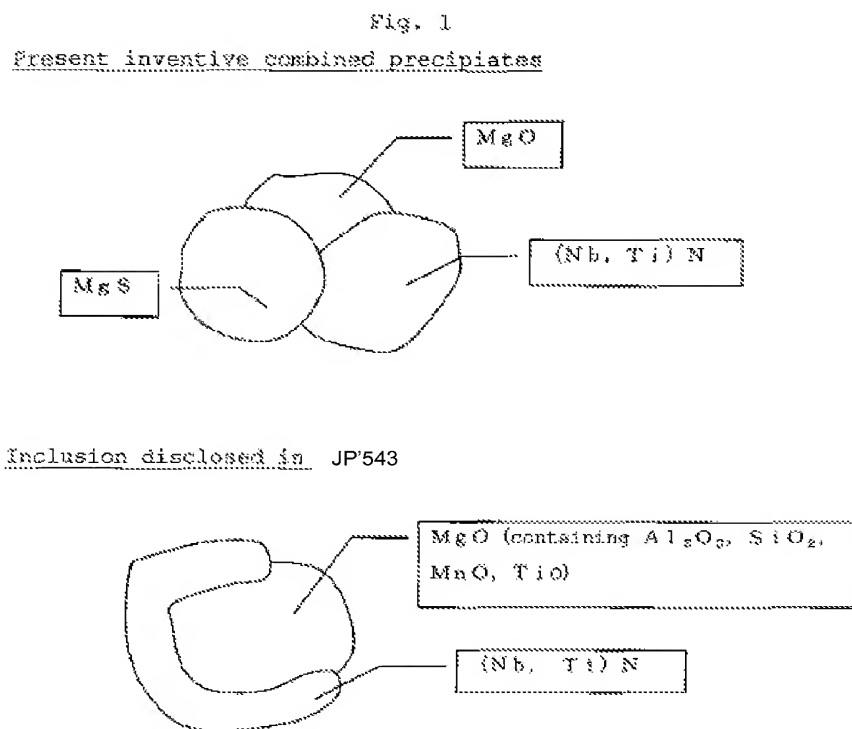 Fig. 1
Present inventive combined precipiates
MgO
(Nb, Ti) N
MgS
Inclusion disclosed in JP'543
MgO (containing Al₂O₃, SiO₂,
MnO, TiO)
(Nb, Ti) N